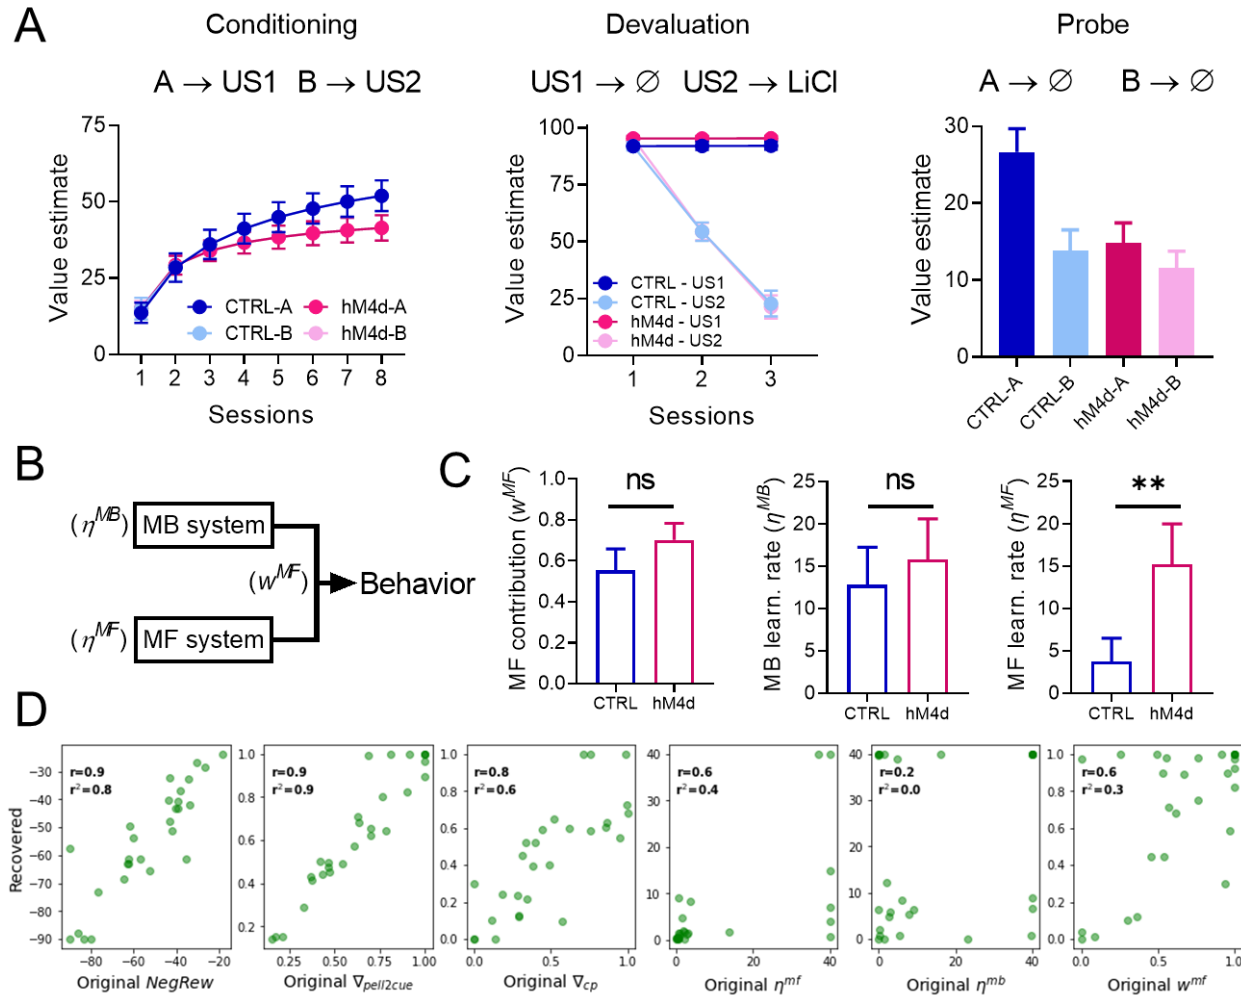 A
Conditioning
A → US1 B → US2
75
50
25
0
Value estimate
CTRL-A
hM4d-A
CTRL-B
hM4d-B
1 2 3 4 5 6 7 8
Sessions
Devaluation
US1 → ∅ US2 → LiCl
100
75
50
25
0
Value estimate
CTRL - US1
CTRL - US2
hM4d - US1
hM4d - US2
1 2 3
Sessions
Probe
A → ∅ B → ∅
30
20
10
0
Value estimate
CTRL-A
CTRL-B
hM4d-A
hM4d-B
B
(η^MB) MB system
(w^MF)
Behavior
(η^MF) MF system
C
ns
1.0
0.8
0.6
0.4
0.2
0.0
MF contribution (w^MF)
CTRL hM4d
ns
25
20
15
10
5
0
MB learn. rate (η^MB)
CTRL hM4d
**
25
20
15
10
5
0
MF learn. rate (η^MF)
CTRL hM4d
D
Recovered
r=0.9
r²=0.8
−30
−40
−50
−60
−70
−80
−90
−80 −60 −40 −20
Original NegRew
r=0.9
r²=0.9
1.0
0.8
0.6
0.4
0.2
0.25 0.50 0.75 1.00
Original ∇pell2cue
r=0.8
r²=0.6
1.0
0.8
0.6
0.4
0.2
0.0
0.0 0.5 1.0
Original ∇cp
r=0.6
r²=0.4
40
30
20
10
0
0 20 40
Original η^mf
r=0.2
r²=0.0
40
30
20
10
0
0 20 40
Original η^mb
r=0.6
r²=0.3
1.0
0.8
0.6
0.4
0.2
0.0
0.0 0.5 1.0
Original w^mf